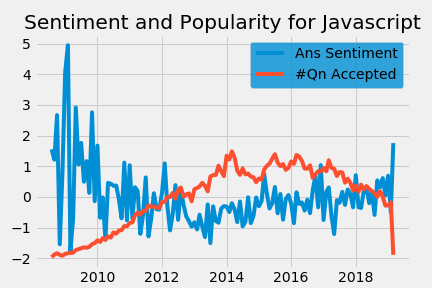 Sentiment and Popularity for Javascript
Ans Sentiment
#Qn Accepted
5
4
3
2
1
0
−1
−2
2010 2012 2014 2016 2018